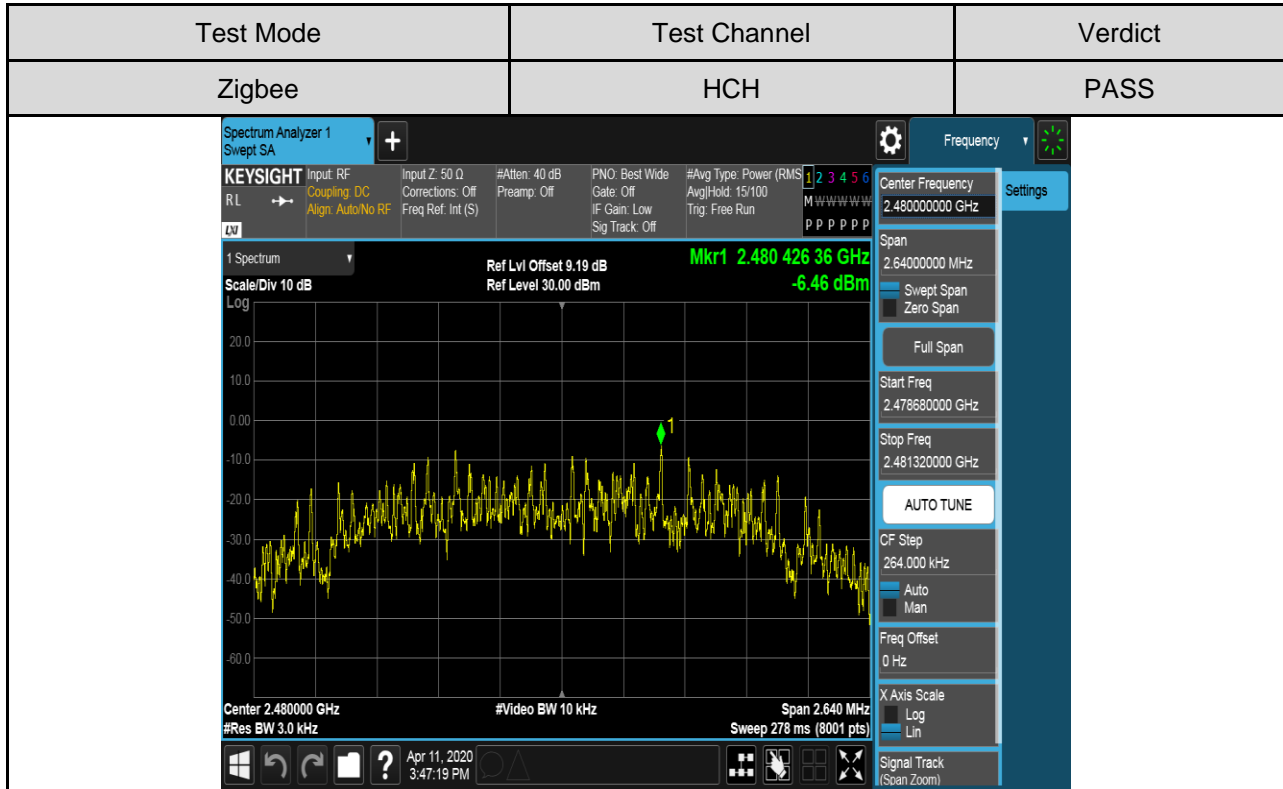 Test Mode Test Channel Verdict
Zigbee HCH PASS
Spectrum Analyzer 1
Swept SA
+
Frequency
KEYSIGHT
RL
LXI
Input: RF
Coupling: DC
Align: Auto/No RF
Input Z: 50 Ω
Corrections: Off
Freq Ref: Int (S)
#Atten: 40 dB
Preamp: Off
PNO: Best Wide
Gate: Off
IF Gain: Low
Sig Track: Off
#Avg Type: Power (RMS
Avg|Hold: 15/100
Trig: Free Run
1 2 3 4 5 6
M W W W W W
P P P P P P
1 Spectrum
Scale/Div 10 dB
Ref Lvl Offset 9.19 dB
Ref Level 30.00 dBm
Mkr1 2.480 426 36 GHz
-6.46 dBm
Log
20.0
10.0
0.00
-10.0
-20.0
-30.0
-40.0
-50.0
-60.0
1
Center 2.480000 GHz
#Res BW 3.0 kHz
#Video BW 10 kHz
Span 2.640 MHz
Sweep 278 ms (8001 pts)
Center Frequency
2.480000000 GHz
Settings
Span
2.64000000 MHz
Swept Span
Zero Span
Full Span
Start Freq
2.478680000 GHz
Stop Freq
2.481320000 GHz
AUTO TUNE
CF Step
264.000 kHz
Auto
Man
Freq Offset
0 Hz
X Axis Scale
Log
Lin
Signal Track
(Span Zoom)
?
Apr 11, 2020
3:47:19 PM